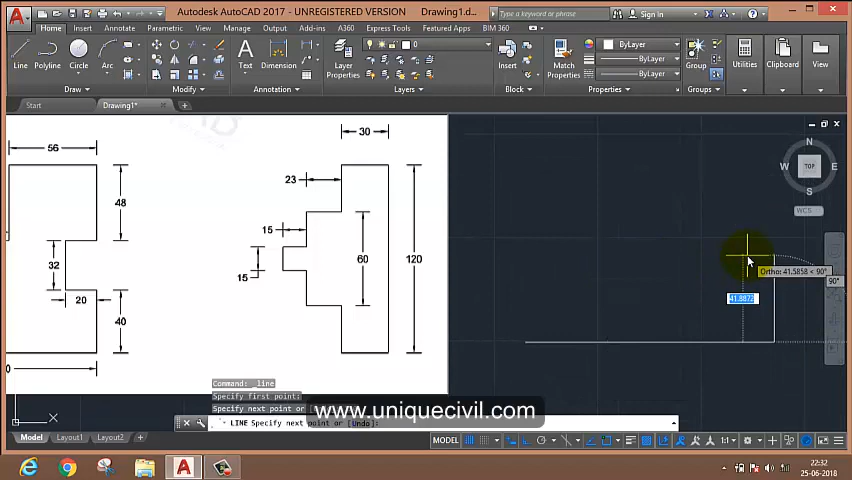 Autodesk AutoCAD 2017 - UNREGISTERED VERSION Drawing1.d...
Type a keyword or phrase
Sign In
Home Insert Annotate Parametric View Manage Output Add-ins A360 Express Tools Featured Apps BIM 360
Line Polyline Circle Arc
Text Dimension
Layer Properties
0
Insert
Match Properties
ByLayer
ByLayer
ByLayer
Group
Utilities
Clipboard
View
Draw Modify Annotation Layers Block Properties Groups
Start Drawing1*
56
48
32
20
40
0
30
23
15
15
60
120
N
W TOP E
S
WCS
Ortho: 41.5858 < 90°
90°
X
Command: _line
Specify first point:
Specify next point or [
www.uniquecivil.com
LINE Specify next point or [Undo]:
Model Layout1 Layout2
MODEL
1:1
22:32
25-06-2018